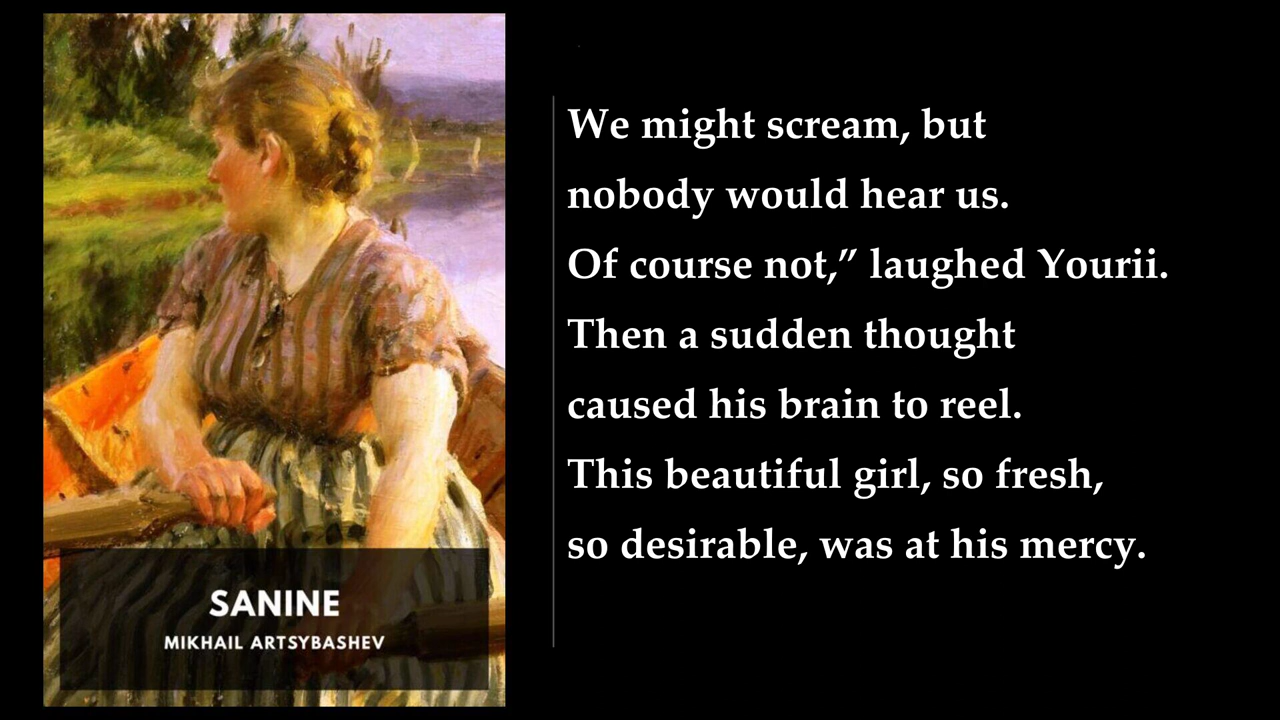 SANINE
MIKHAIL ARTSYBASHEV
We might scream, but
nobody would hear us.
Of course not,” laughed Yourii.
Then a sudden thought
caused his brain to reel.
This beautiful girl, so fresh,
so desirable, was at his mercy.